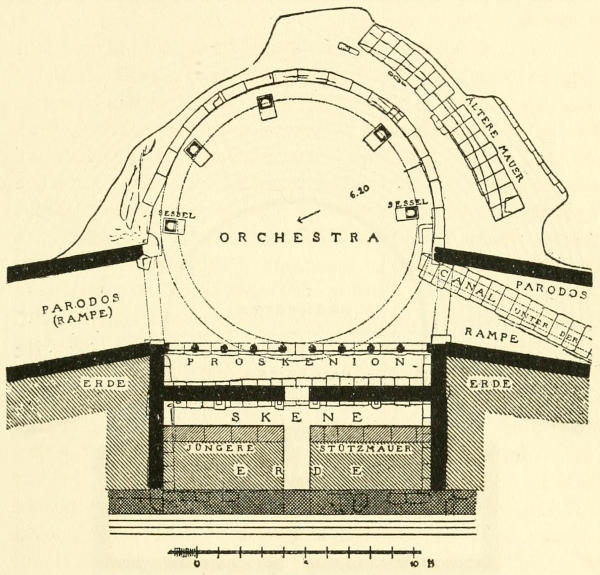 ÄLTERE MAUER
6.20
SESSEL
SESSEL
ORCHESTRA
PARODOS
(RAMPE)
CANAL UNTER DER
PARODOS
RAMPE
PROSKENION
ERDE
ERDE
SKENE
JÜNGERE STÜTZMAUER
ERDE
0 5 10 M